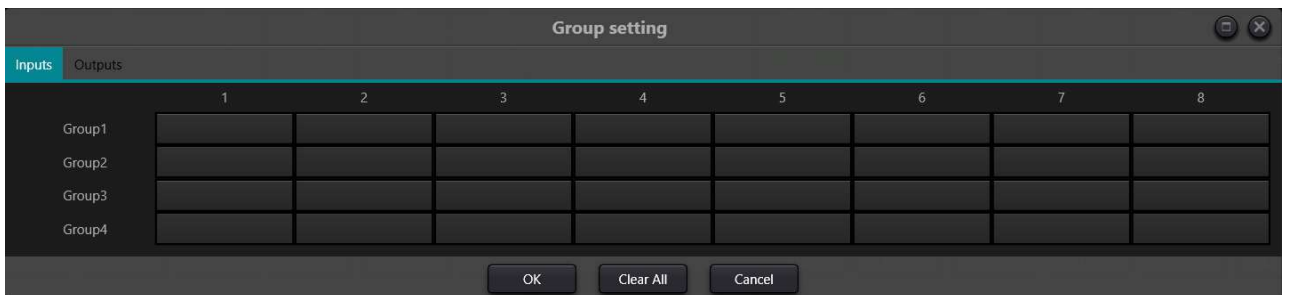 Group setting
Inputs Outputs
1 2 3 4 5 6 7 8
Group1
Group2
Group3
Group4
OK Clear All Cancel